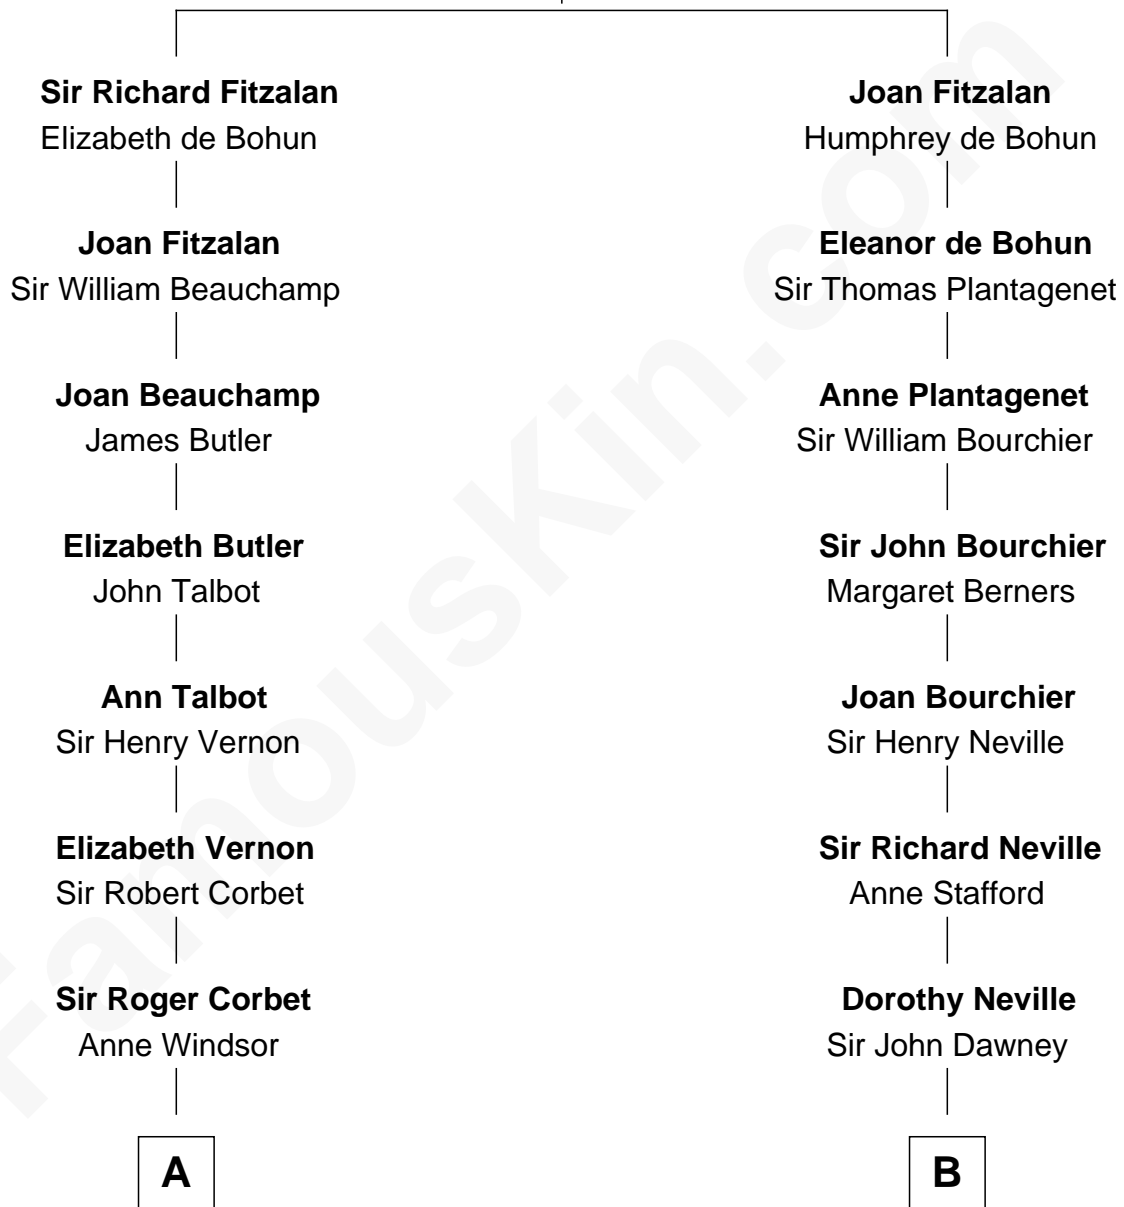 Sir Richard Fitzalan
Elizabeth de Bohun
Joan Fitzalan
Sir William Beauchamp
Joan Beauchamp
James Butler
Elizabeth Butler
John Talbot
Ann Talbot
Sir Henry Vernon
Elizabeth Vernon
Sir Robert Corbet
Sir Roger Corbet
Anne Windsor
A
Joan Fitzalan
Humphrey de Bohun
Eleanor de Bohun
Sir Thomas Plantagenet
Anne Plantagenet
Sir William Bourchier
Sir John Bourchier
Margaret Berners
Joan Bourchier
Sir Henry Neville
Sir Richard Neville
Anne Stafford
Dorothy Neville
Sir John Dawney
B
FamousKin.com